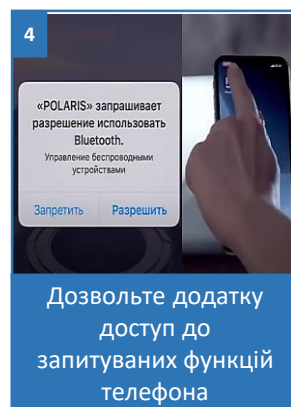 4
«POLARIS» запрашивает
разрешение использовать
Bluetooth.
Управление беспроводными
устройствами
Запретить Разрешить
Дозвольте додатку
доступ до
запитуваних функцій
телефона